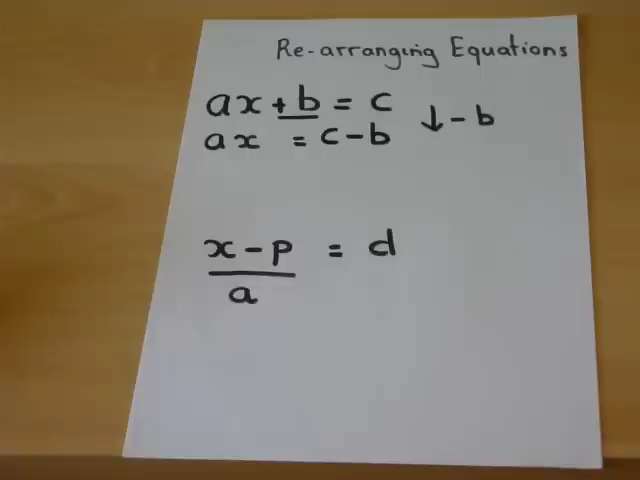 Re-arranging Equations
ax + b = c ↓ - b
ax = c - b
x - p = d
a